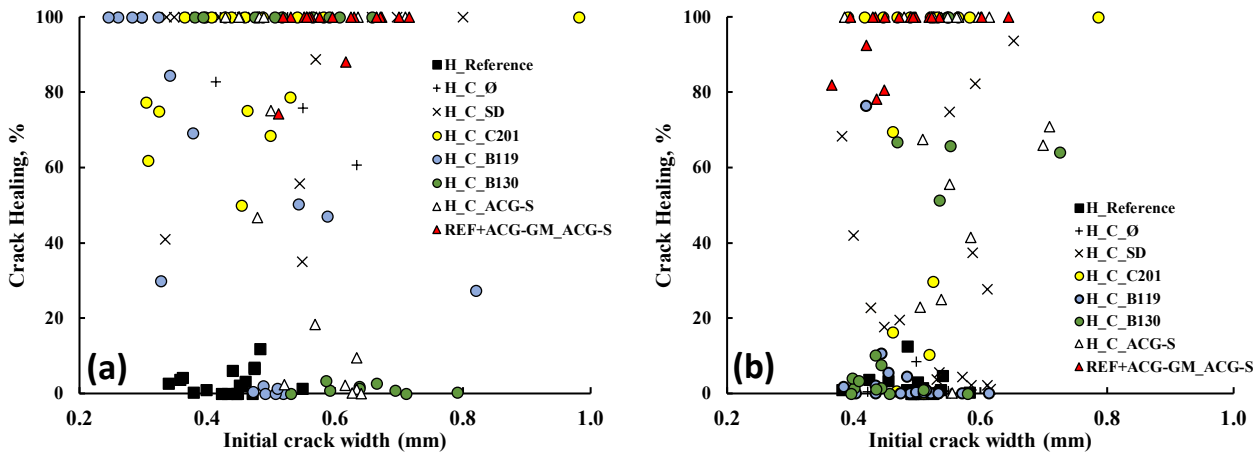 100
80
60
40
20
0
0.2
0.4
0.6
0.8
1.0
Crack Healing, %
Initial crack width (mm)
(a)
H_Reference
H_C_Ø
H_C_SD
H_C_C201
H_C_B119
H_C_B130
H_C_ACG-S
REF+ACG-GM_ACG-S
100
80
60
40
20
0
0.2
0.4
0.6
0.8
1.0
Crack Healing, %
Initial crack width (mm)
(b)
H_Reference
H_C_Ø
H_C_SD
H_C_C201
H_C_B119
H_C_B130
H_C_ACG-S
REF+ACG-GM_ACG-S